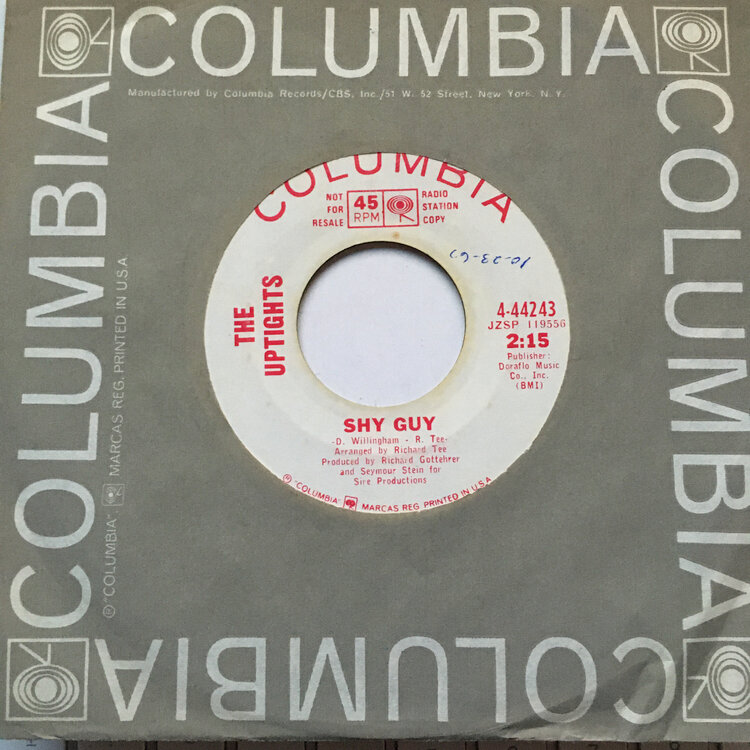 COLUMBIA
Manufactured by Columbia Records/CBS, Inc./51 W. 52 Street, New York, N. Y.
COLUMBIA
® "COLUMBIA" MARCAS REG. PRINTED IN U.S.A.
COLUMBIA
COLUMBIA
COLUMBIA
NOT FOR RESALE
45 RPM
RADIO STATION COPY
10-23-67
THE
UPTIGHTS
4-44243
JZSP 119556
2:15
Publisher:
Doraflo Music
Co., Inc.
(BMI)
SHY GUY
-D. Willingham - R. Tee-
Arranged by Richard Tee
Produced by Richard Gottehrer
and Seymour Stein for
Sire Productions
® "COLUMBIA" MARCAS REG. PRINTED IN U.S.A.